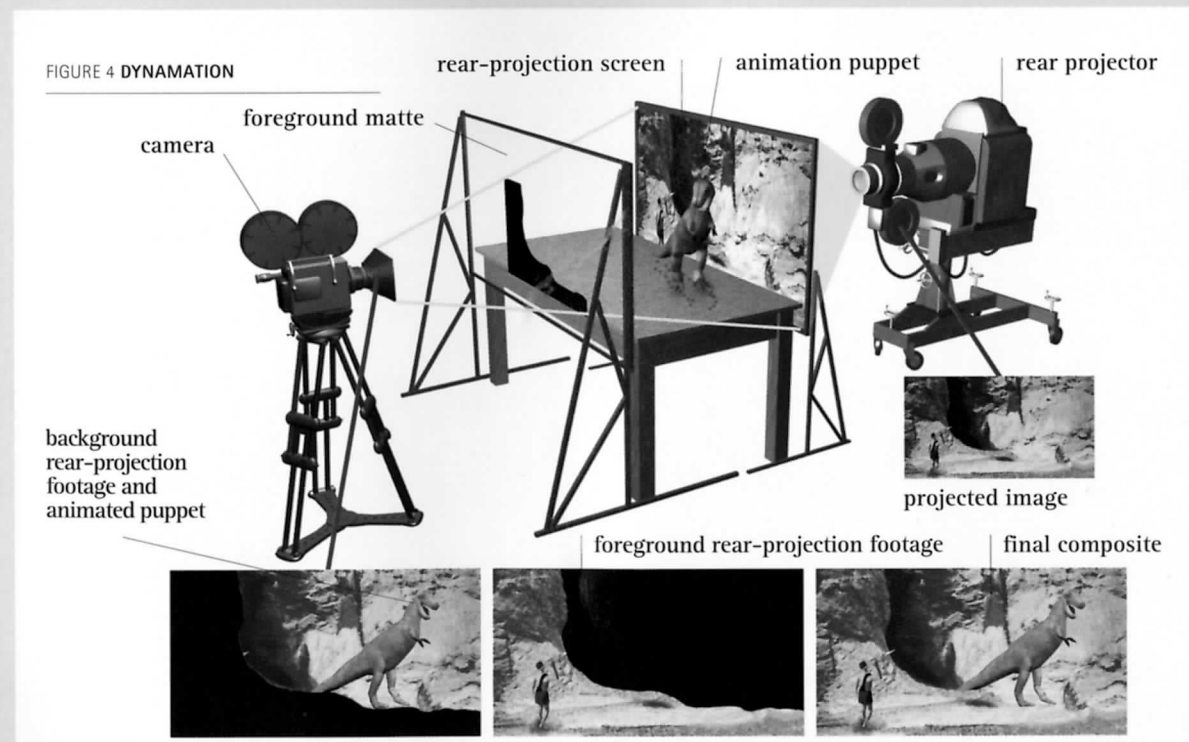 FIGURE 4 DYNAMATION
rear-projection screen
animation puppet
rear projector
foreground matte
camera
background
rear-projection
footage and
animated puppet
projected image
foreground rear-projection footage
final composite